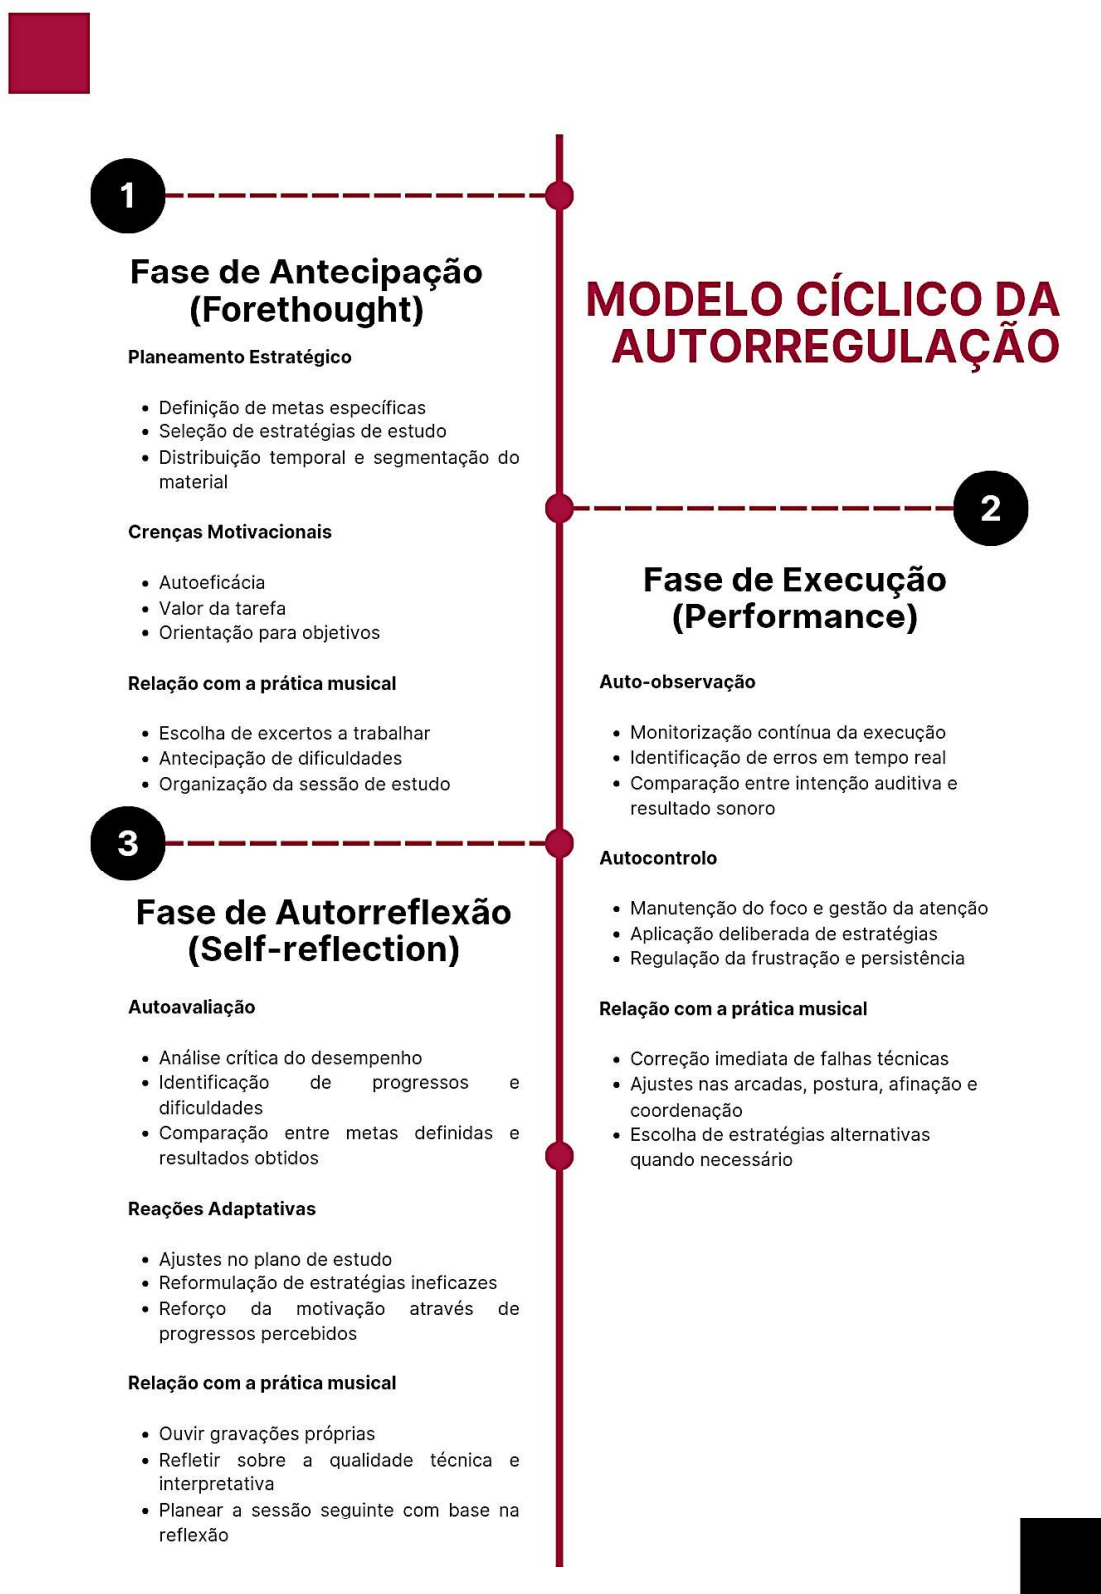 1
Fase de Antecipação
(Forethought)
Planeamento Estratégico
• Definição de metas específicas
• Seleção de estratégias de estudo
• Distribuição temporal e segmentação do
material
Crenças Motivacionais
• Autoeficácia
• Valor da tarefa
• Orientação para objetivos
Relação com a prática musical
• Escolha de excertos a trabalhar
• Antecipação de dificuldades
• Organização da sessão de estudo
MODELO CÍCLICO DA
AUTORREGULAÇÃO
2
Fase de Execução
(Performance)
Auto-observação
• Monitorização contínua da execução
• Identificação de erros em tempo real
• Comparação entre intenção auditiva e
resultado sonoro
Autocontrolo
• Manutenção do foco e gestão da atenção
• Aplicação deliberada de estratégias
• Regulação da frustração e persistência
Relação com a prática musical
• Correção imediata de falhas técnicas
• Ajustes nas arcadas, postura, afinação e
coordenação
• Escolha de estratégias alternativas
quando necessário
3
Fase de Autorreflexão
(Self-reflection)
Autoavaliação
• Análise crítica do desempenho
• Identificação de progressos e
dificuldades
• Comparação entre metas definidas e
resultados obtidos
Reações Adaptativas
• Ajustes no plano de estudo
• Reformulação de estratégias ineficazes
• Reforço da motivação através de
progressos percebidos
Relação com a prática musical
• Ouvir gravações próprias
• Refletir sobre a qualidade técnica e
interpretativa
• Planear a sessão seguinte com base na
reflexão